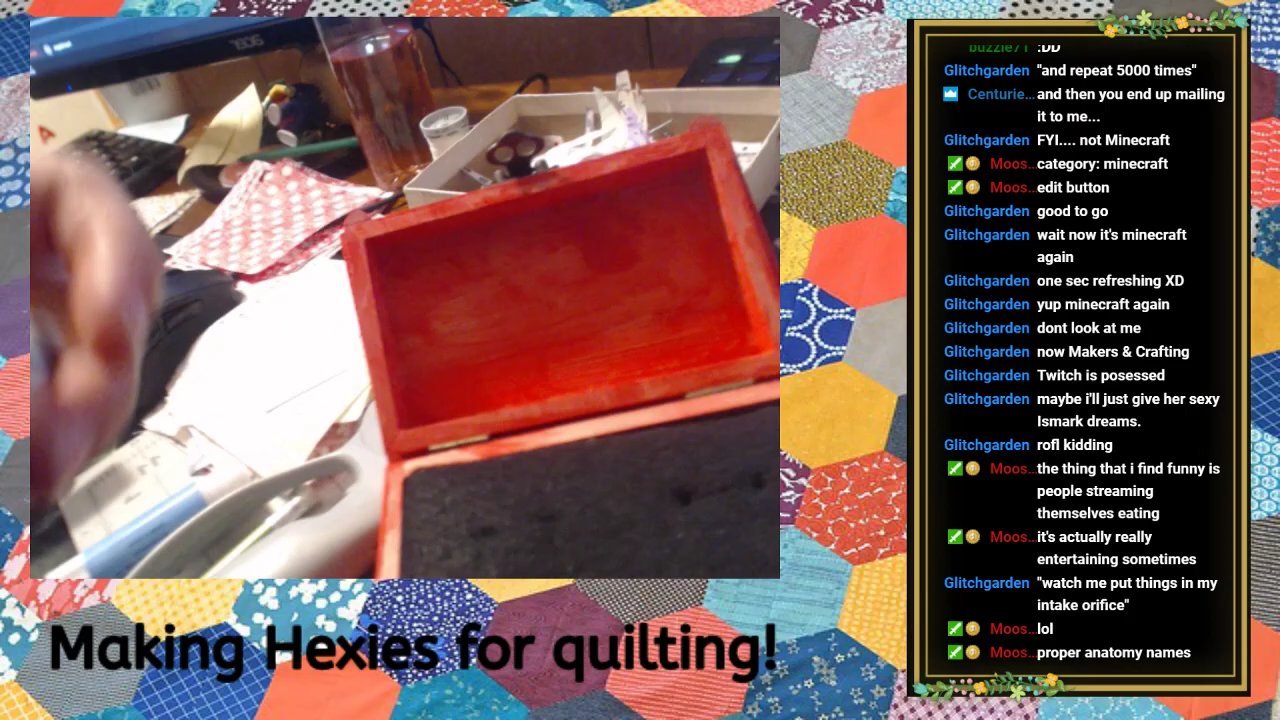 buzzle71 :DD
Glitchgarden "and repeat 5000 times"
Centurie... and then you end up mailing
it to me...
Glitchgarden FYI.... not Minecraft
Moos... category: minecraft
Moos... edit button
Glitchgarden good to go
Glitchgarden wait now it's minecraft
again
Glitchgarden one sec refreshing XD
Glitchgarden yup minecraft again
Glitchgarden dont look at me
Glitchgarden now Makers & Crafting
Glitchgarden Twitch is posessed
Glitchgarden maybe i'll just give her sexy
Ismark dreams.
Glitchgarden rofl kidding
Moos... the thing that i find funny is
people streaming
themselves eating
Moos... it's actually really
entertaining sometimes
Glitchgarden "watch me put things in my
intake orifice"
Moos... lol
Moos... proper anatomy names
Making Hexies for quilting!